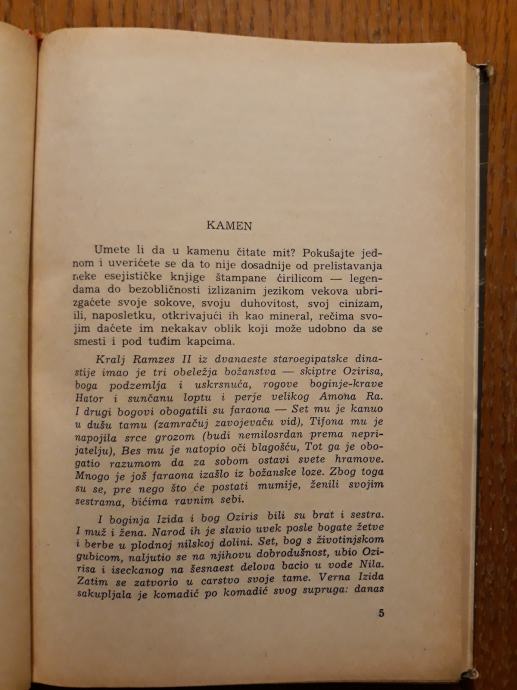 KAMEN
Umete li da u kamenu čitate mit? Pokušajte jed-
nom i uverićete se da to nije dosadnije od prelistavanja
neke esejističke knjige štampane ćirilicom — legen-
dama do bezobličnosti izlizanim jezikom vekova ubri-
zgaćete svoje sokove, svoju duhovitost, svoj cinizam,
ili, naposletku, otkrivajući ih kao mineral, rečima svo-
jim daćete im nekakav oblik koji može udobno da se
smesti i pod tuđim kapcima.
Kralj Ramzes II iz dvanaeste staroegipatske dina-
stije imao je tri obeležja božanstva — skiptre Ozirisa,
boga podzemlja i uskrsnuća, rogove boginje-krave
Hator i sunčanu loptu i perje velikog Amona Ra.
I drugi bogovi obogatili su faraona — Set mu je kanuo
u dušu tamu (zamračuj zavojevaču vid), Tifona mu je
napojila srce grozom (budi nemilosrdan prema nepri-
jatelju), Bes mu je natopio oči blagošću, Tot ga je obo-
gatio razumom da za sobom ostavi svete hramove.
Mnogo je još faraona izašlo iz božanske loze. Zbog toga
su se, pre nego što će postati mumije, ženili svojim
sestrama, bićima ravnim sebi.
I boginja Izida i bog Oziris bili su brat i sestra.
I muž i žena. Narod ih je slavio uvek posle bogate žetve
i berbe u plodnoj nilskoj dolini. Set, bog s životinjskom
gubicom, naljutio se na njihovu dobrodušnost, ubio Ozi-
risa i iseckanog na šesnaest delova bacio u vode Nila.
Zatim se zatvorio u carstvo svoje tame. Verna Izida
sakupljala je komadić po komadić svog supruga: danas
5